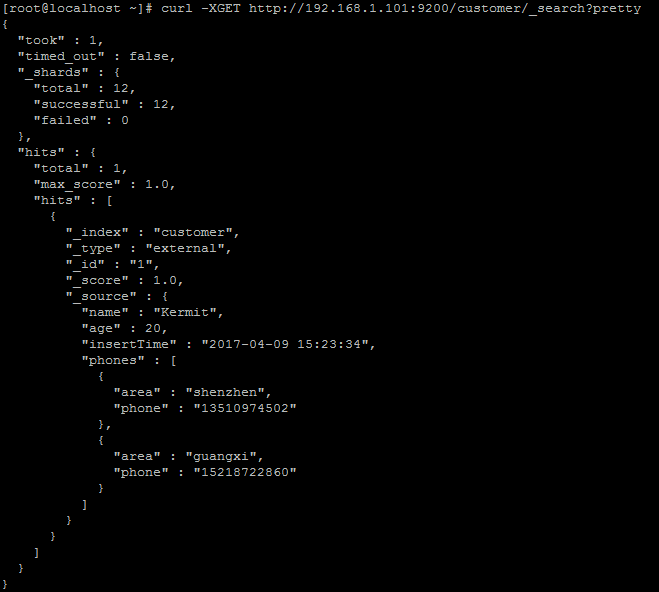 [root@localhost ~]# curl -XGET http://192.168.1.101:9200/customer/_search?pretty
{
  "took" : 1,
  "timed_out" : false,
  "_shards" : {
    "total" : 12,
    "successful" : 12,
    "failed" : 0
  },
  "hits" : {
    "total" : 1,
    "max_score" : 1.0,
    "hits" : [
      {
        "_index" : "customer",
        "_type" : "external",
        "_id" : "1",
        "_score" : 1.0,
        "_source" : {
          "name" : "Kermit",
          "age" : 20,
          "insertTime" : "2017-04-09 15:23:34",
          "phones" : [
            {
              "area" : "shenzhen",
              "phone" : "13510974502"
            },
            {
              "area" : "guangxi",
              "phone" : "15218722860"
            }
          ]
        }
      }
    ]
  }
}